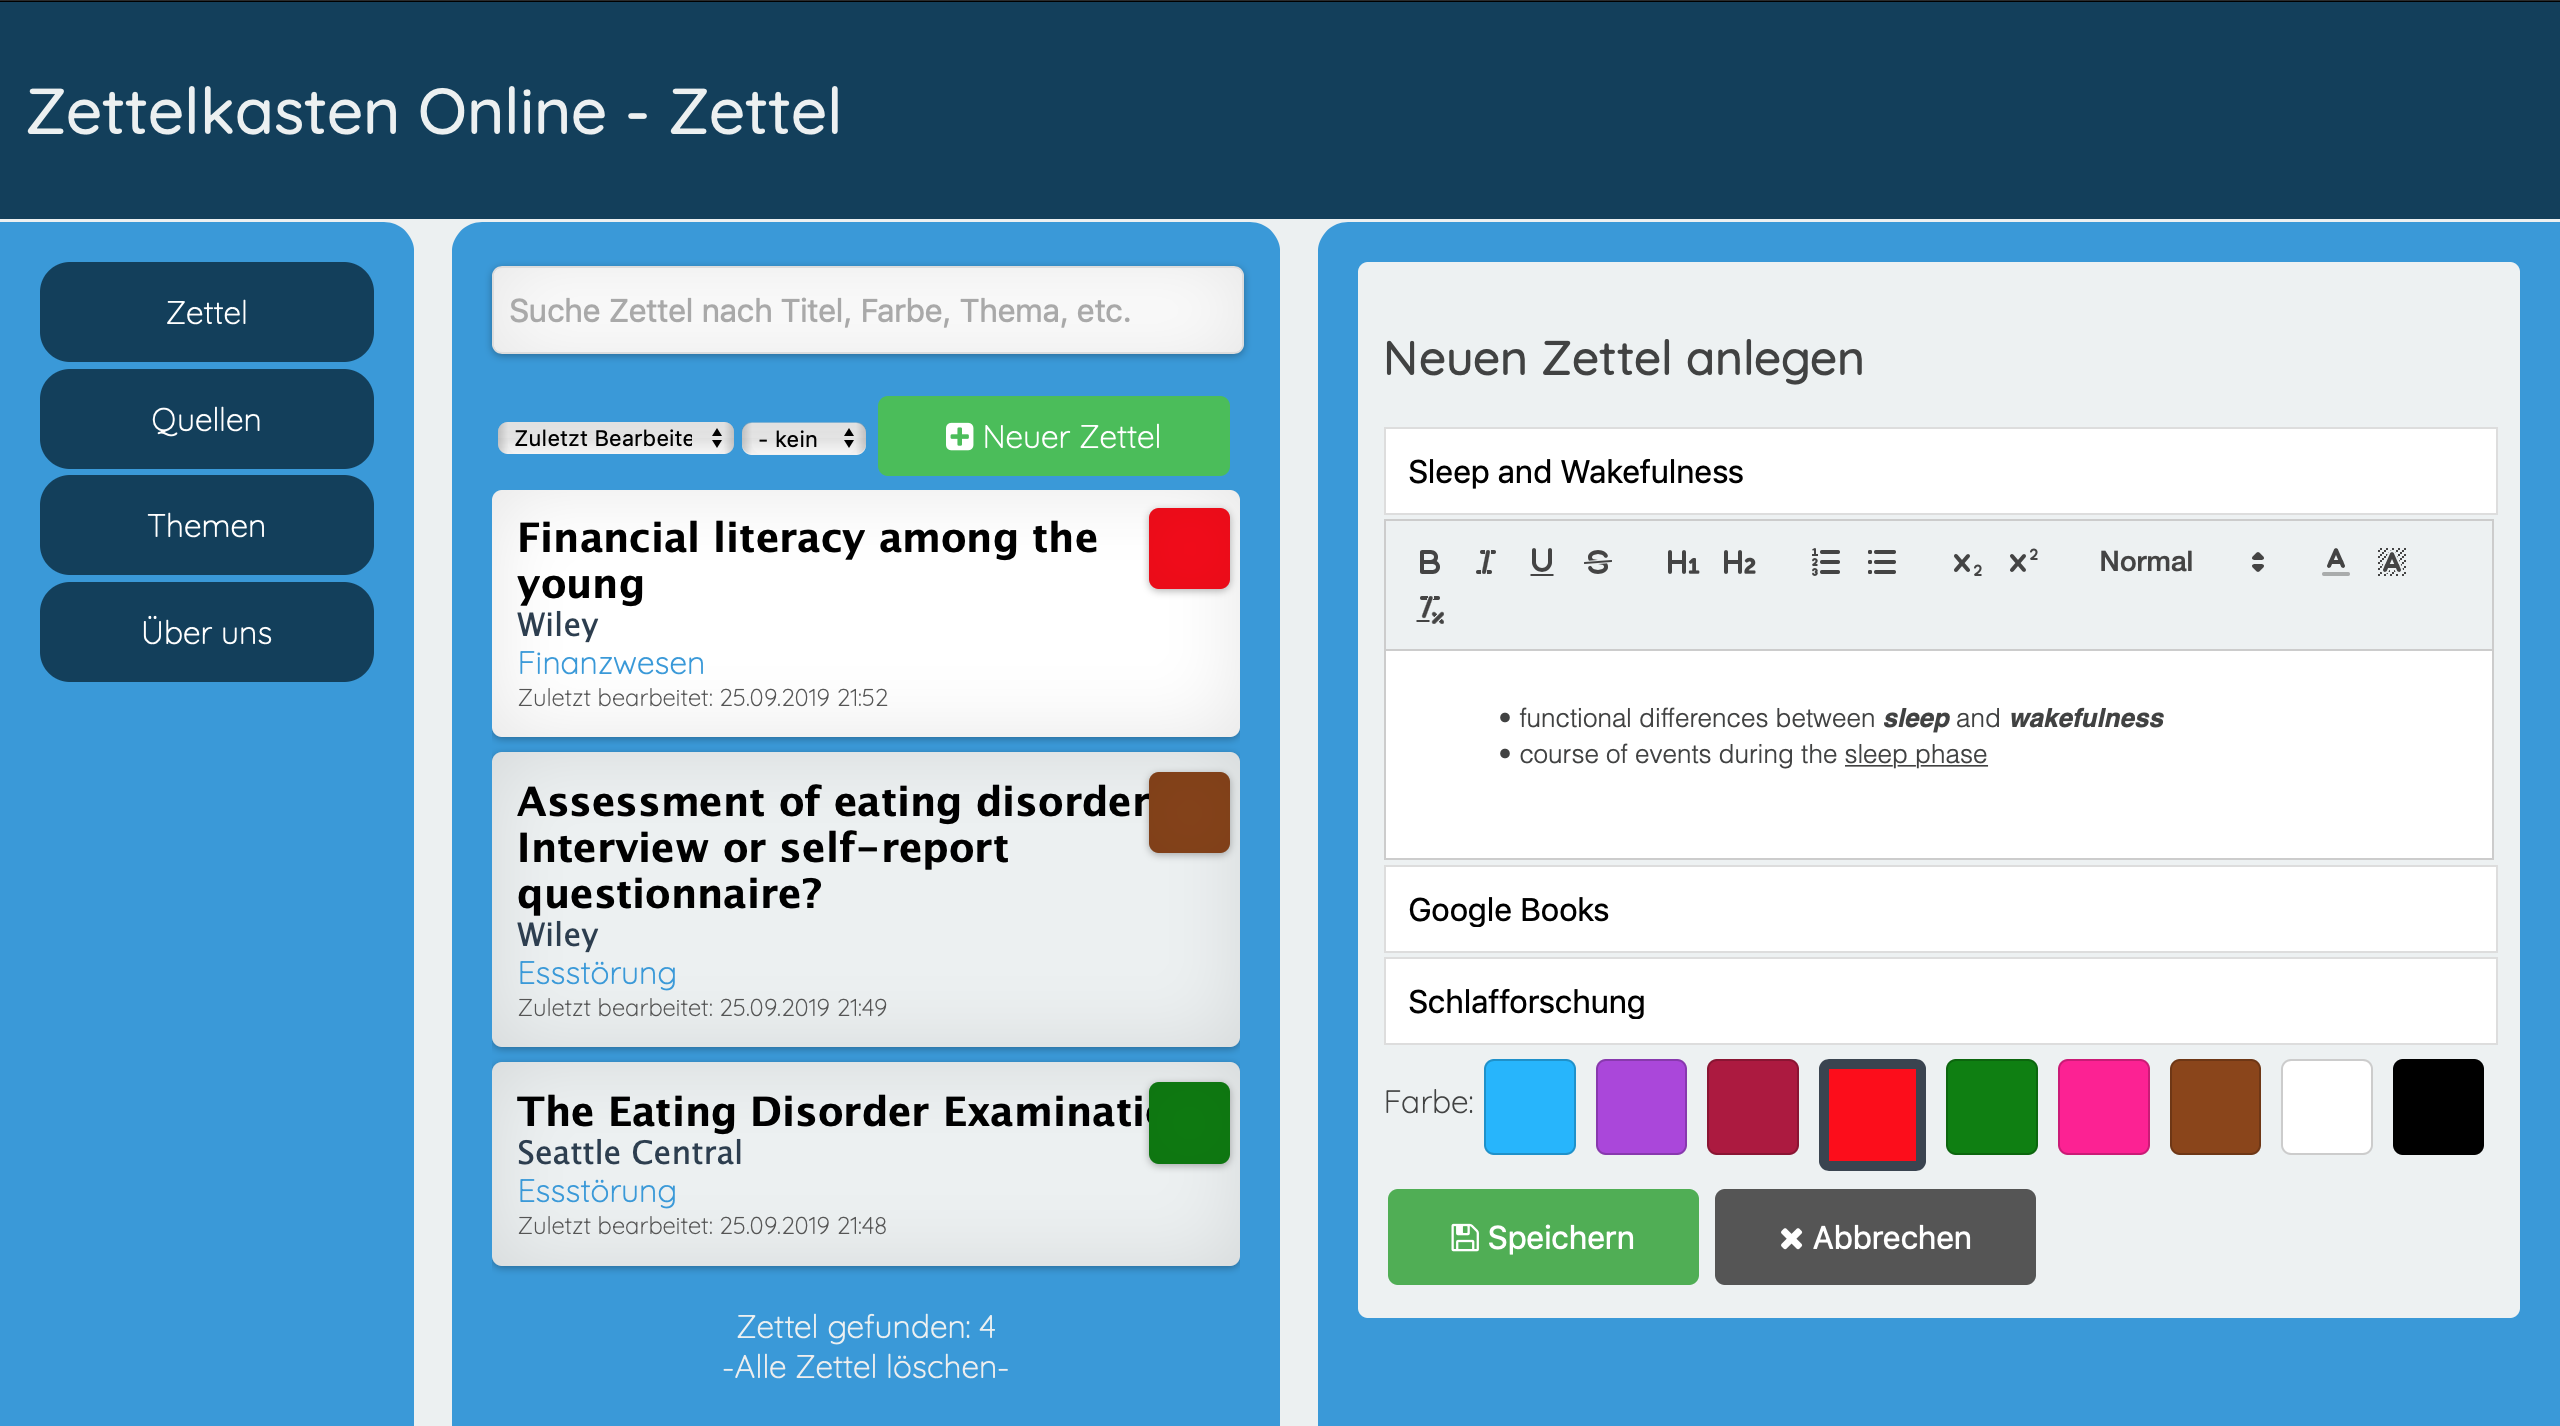 Zettelkasten Online - Zettel
Zettel
Quellen
Themen
Über uns
Suche Zettel nach Titel, Farbe, Thema, etc.
Zuletzt Bearbeite
- kein
Neuer Zettel
Financial literacy among the
young
Wiley
Finanzwesen
Zuletzt bearbeitet: 25.09.2019 21:52
Assessment of eating disorder
Interview or self-report
questionnaire?
Wiley
Essstörung
Zuletzt bearbeitet: 25.09.2019 21:49
The Eating Disorder Examinati
Seattle Central
Essstörung
Zuletzt bearbeitet: 25.09.2019 21:48
Zettel gefunden: 4
-Alle Zettel löschen-
Neuen Zettel anlegen
Sleep and Wakefulness
B I U S H1 H2 x₂ x² Normal A A
• functional differences between sleep and wakefulness
• course of events during the sleep phase
Google Books
Schlafforschung
Farbe:
Speichern
Abbrechen